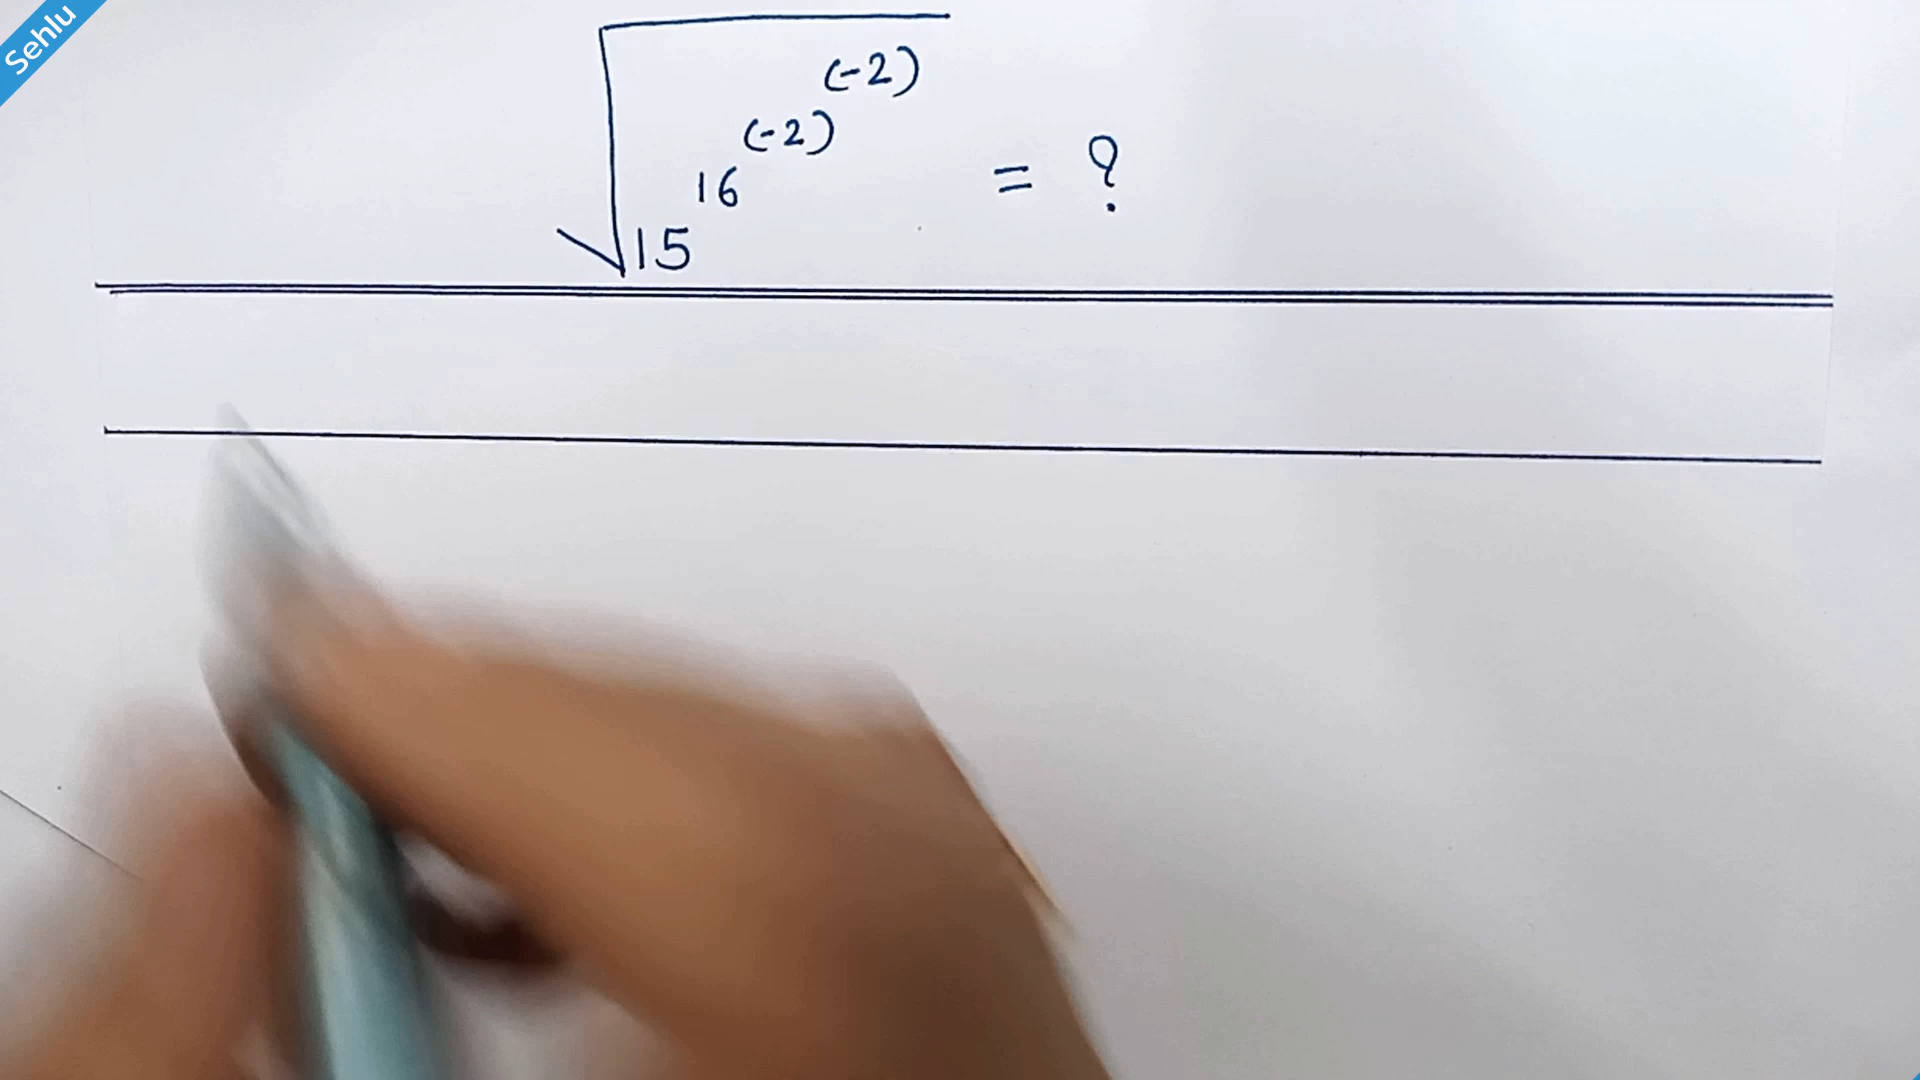 Sehlu
√15^16^(-2)^(-2) = ?